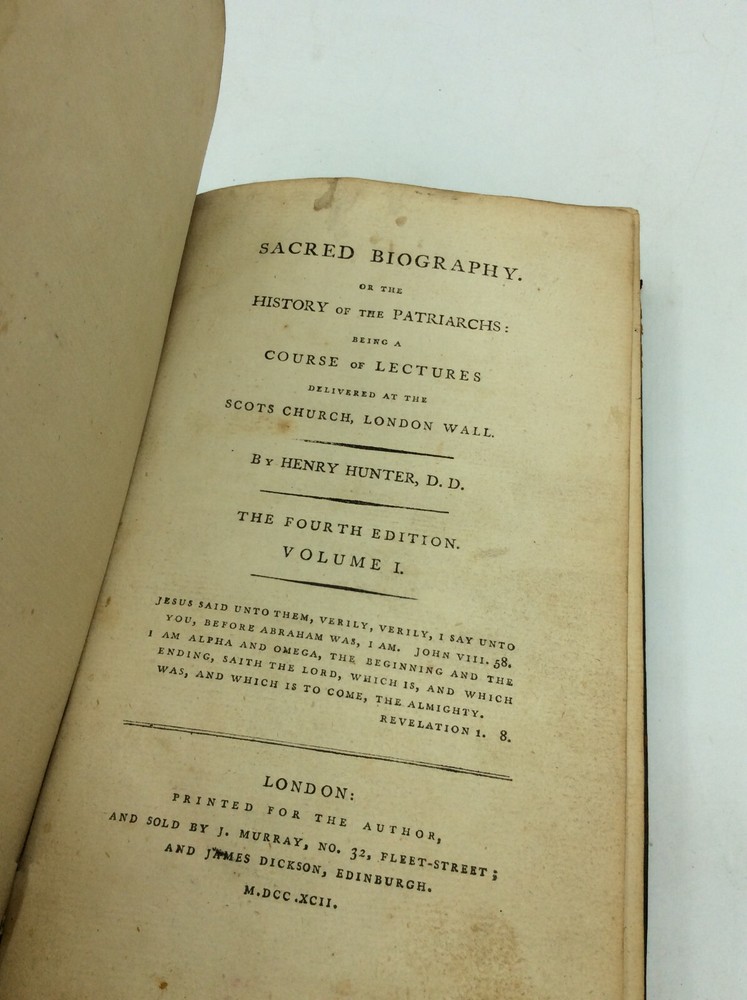 SACRED BIOGRAPHY.
OR THE
HISTORY OF THE PATRIARCHS:
BEING A
COURSE OF LECTURES
DELIVERED AT THE
SCOTS CHURCH, LONDON WALL.
BY HENRY HUNTER, D. D.
THE FOURTH EDITION.
VOLUME I.
JESUS SAID UNTO THEM, VERILY, VERILY, I SAY UNTO
YOU, BEFORE ABRAHAM WAS, I AM. JOHN VIII. 58.
I AM ALPHA AND OMEGA, THE BEGINNING AND THE
ENDING, SAITH THE LORD, WHICH IS, AND WHICH
WAS, AND WHICH IS TO COME, THE ALMIGHTY.
REVELATION I. 8.
LONDON:
PRINTED FOR THE AUTHOR,
AND SOLD BY J. MURRAY, NO. 32, FLEET-STREET;
AND JAMES DICKSON, EDINBURGH.
M.DCC.XCII.